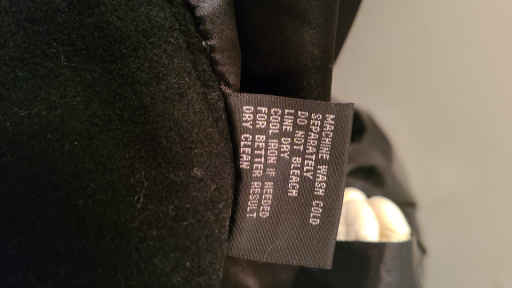 MACHINE WASH COLD
SEPARATELY
DO NOT BLEACH
LINE DRY
COOL IRON IF NEEDED
FOR BETTER RESULT
DRY CLEAN